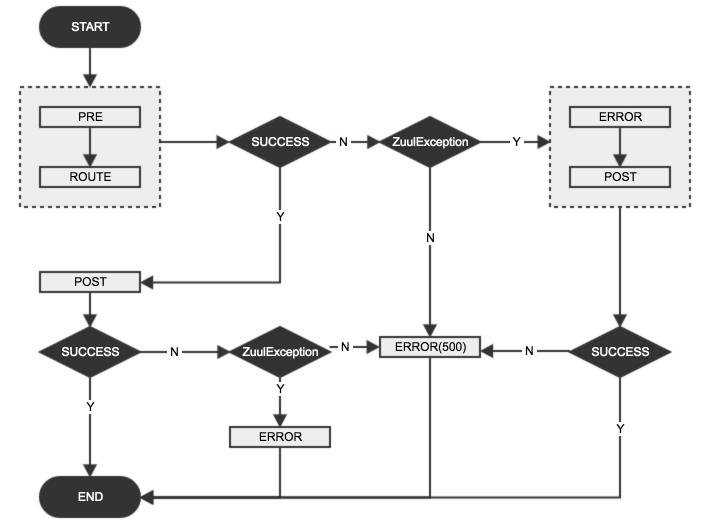 START
PRE
ROUTE
SUCCESS
N
ZuulException
Y
ERROR
POST
Y
N
POST
SUCCESS
N
ZuulException
N
ERROR(500)
N
SUCCESS
Y
Y
ERROR
Y
END